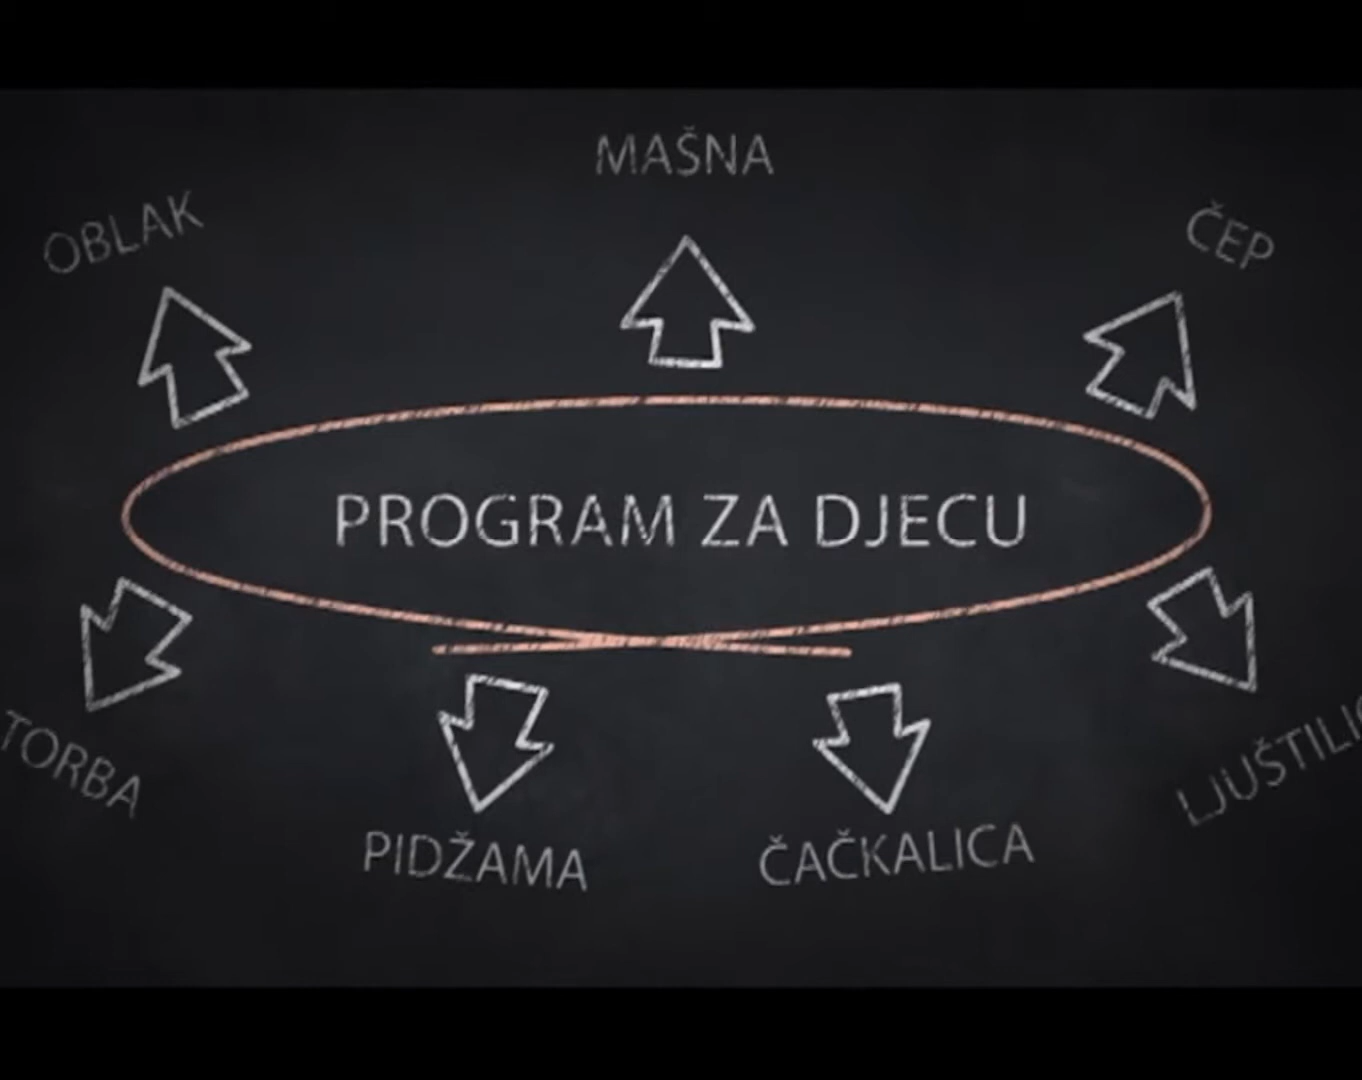 MAŠNA
OBLAK
ČEP
PROGRAM ZA DJECU
TORBA
PIDŽAMA
ČAČKALICA